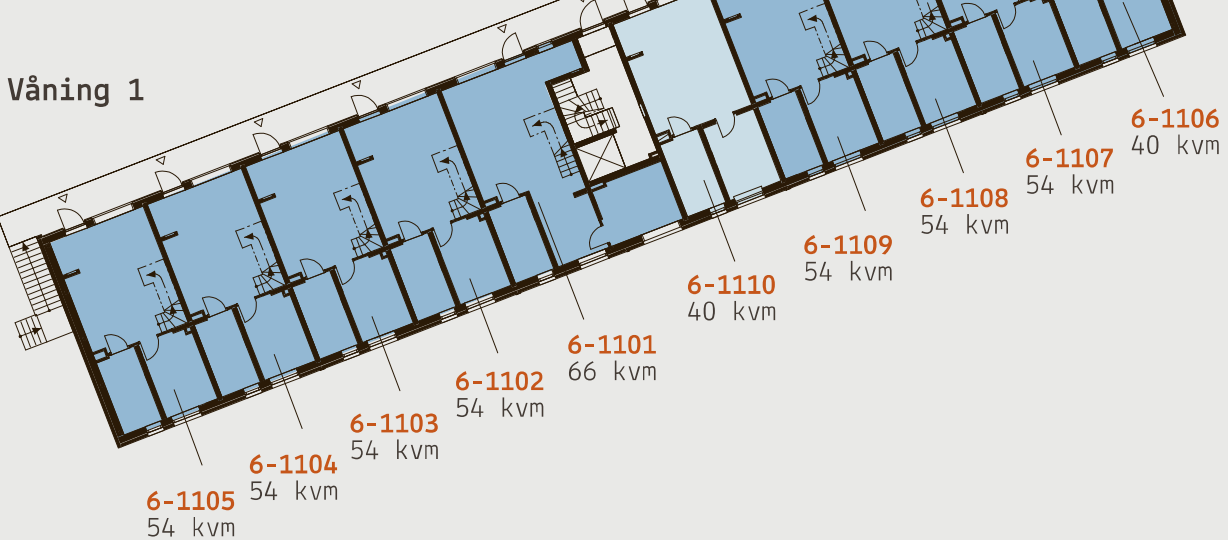 Våning 1
6-1106
40 kvm
6-1107
54 kvm
6-1108
54 kvm
6-1109
54 kvm
6-1110
40 kvm
6-1101
66 kvm
6-1102
54 kvm
6-1103
54 kvm
6-1104
54 kvm
6-1105
54 kvm